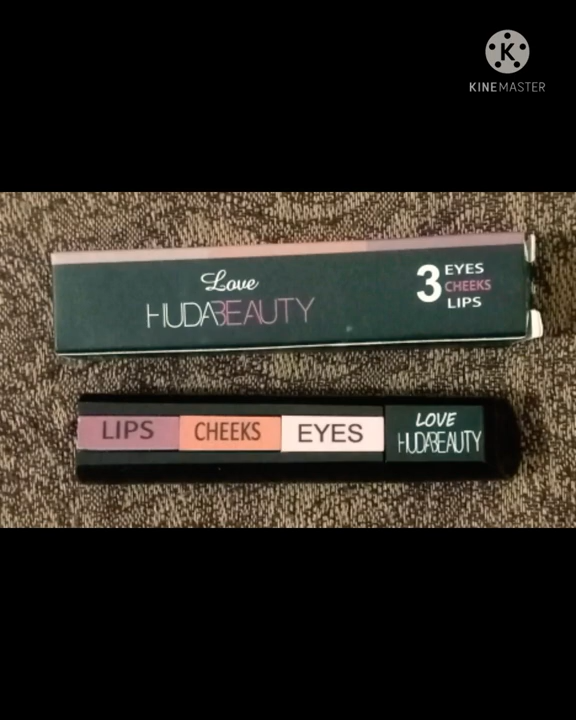 KINEMASTER
Love
HUDABEAUTY
3 EYES
CHEEKS
LIPS
LIPS CHEEKS EYES
LOVE
HUDABEAUTY